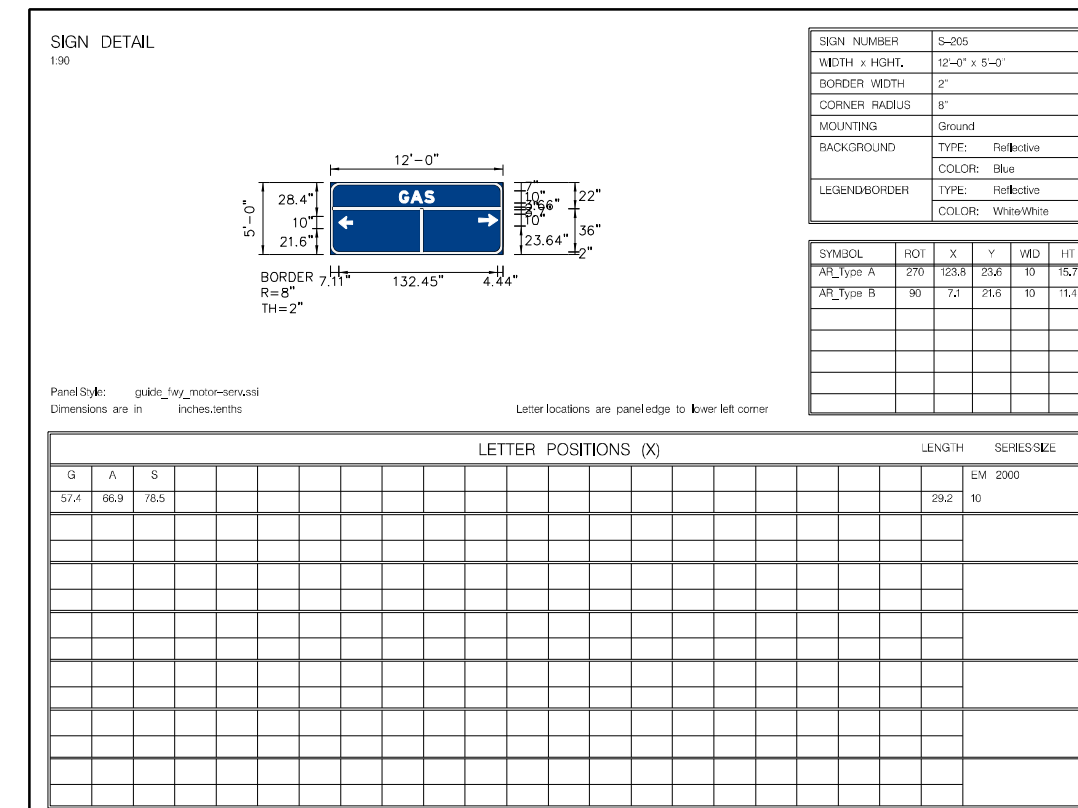 SIGN DETAIL
1:90
SIGN NUMBER S-205
WIDTH x HGHT. 12'-0" x 5'-0"
BORDER WIDTH 2"
CORNER RADIUS 8"
MOUNTING Ground
BACKGROUND TYPE: Reflective
COLOR: Blue
LEGEND/BORDER TYPE: Reflective
COLOR: White/White
12'-0"
5'-0"
28.4"
10"
21.6"
GAS
7"
10"
10"
23.64"
22"
36"
2"
7.11" 132.45" 4.44"
BORDER
R=8"
TH=2"
SYMBOL ROT X Y WID HT
AR_Type A 270 123.8 23.6 10 15.7
AR_Type B 90 7.1 21.6 10 11.4
Panel Style: guide_fwy_motor-serv.ssi
Dimensions are in inches.tenths
Letter locations are panel edge to lower left corner
LETTER POSITIONS (X) LENGTH SERIES/SIZE
G A S EM 2000
57.4 66.9 78.5 29.2 10